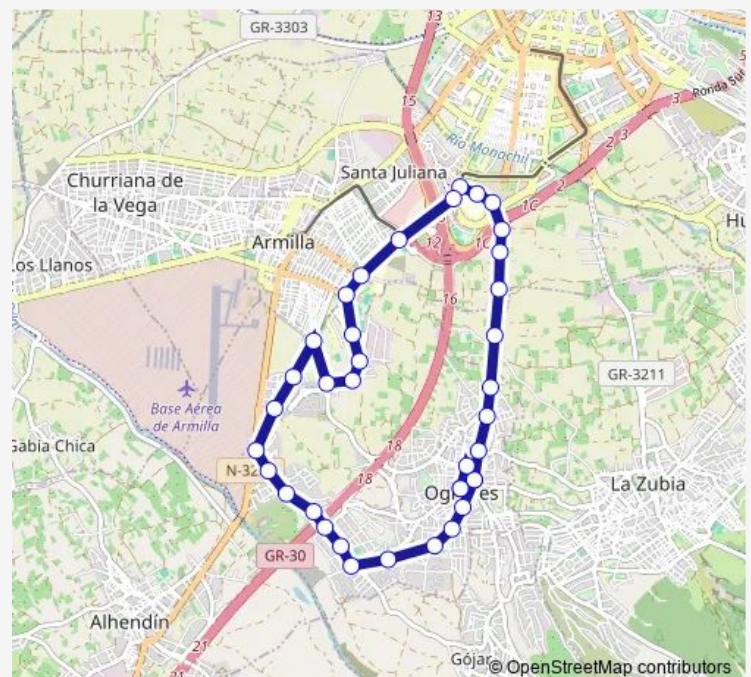 GR-3303
13
15
Ronda Sur
3
3
2
2
Río Monachil
Santa Juliana
Churriana de
la Vega
1C
Armilla
12
1C
Los Llanos
16
Base Aérea
de Armilla
GR-3211
Gabia Chica
18
18
La Zubia
GR-30
Alhendín
21
21
Gójar
© OpenStreetMap contributors